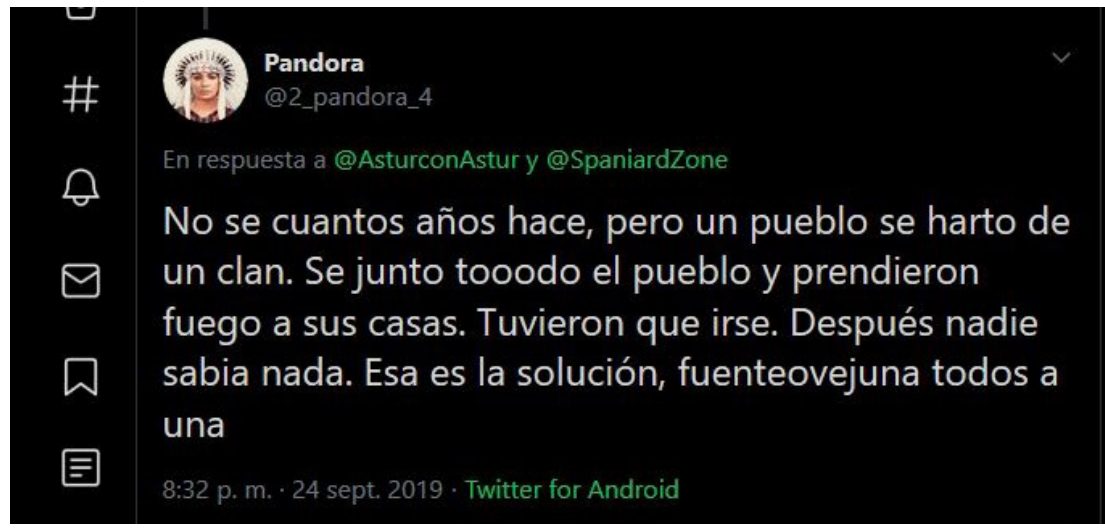 Pandora
@2_pandora_4
En respuesta a @AsturconAstur y @SpaniardZone
No se cuantos años hace, pero un pueblo se harto de
un clan. Se junto tooodo el pueblo y prendieron
fuego a sus casas. Tuvieron que irse. Después nadie
sabia nada. Esa es la solución, fuenteovejuna todos a
una
8:32 p. m. · 24 sept. 2019 · Twitter for Android